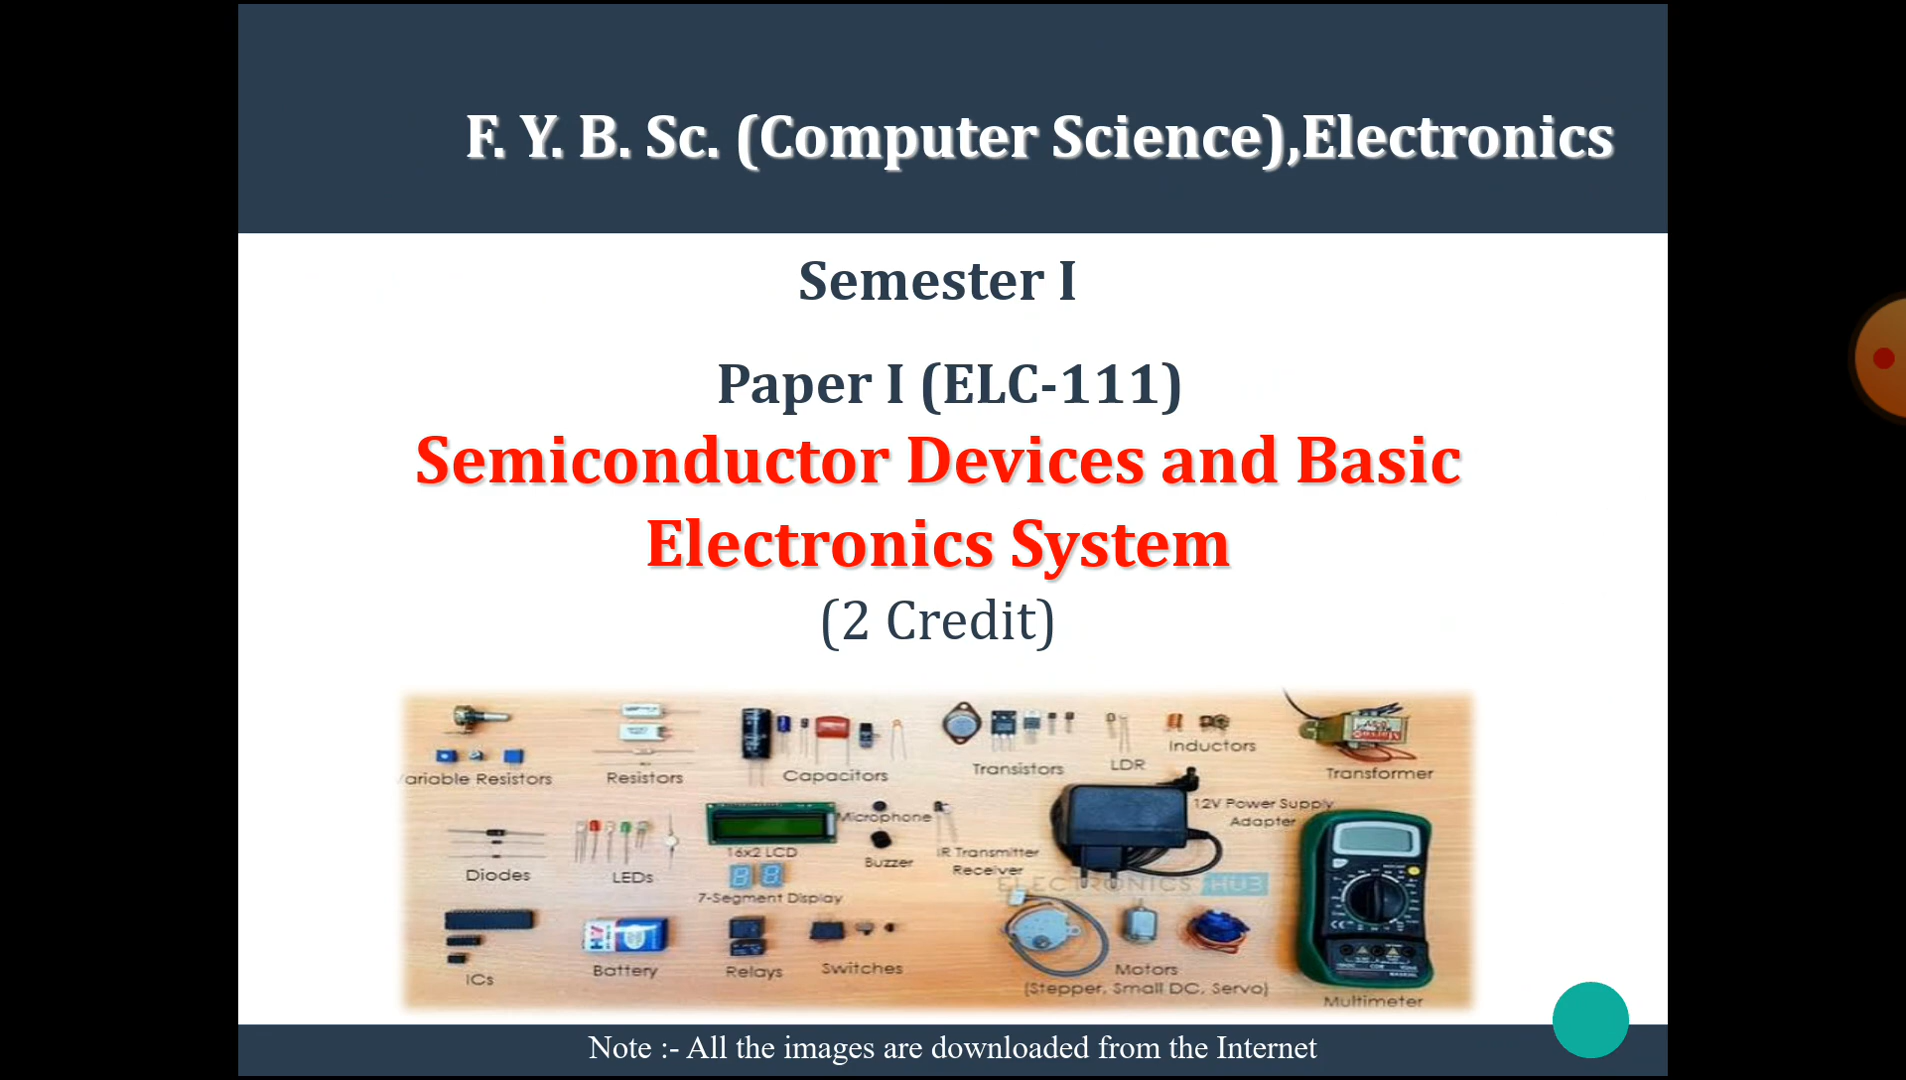 F. Y. B. Sc. (Computer Science),Electronics
Semester I
Paper I (ELC-111)
Semiconductor Devices and Basic
Electronics System
(2 Credit)
Variable Resistors
Resistors
Capacitors
Transistors
LDR
Inductors
Transformer
Diodes
LEDs
16x2 LCD
7-Segment Display
Microphone
Buzzer
IR Transmitter
Receiver
12V Power Supply
Adapter
ELECTRONICS HUB
ICs
Battery
Relays
Switches
Motors
(Stepper, Small DC, Servo)
Multimeter
Note :- All the images are downloaded from the Internet